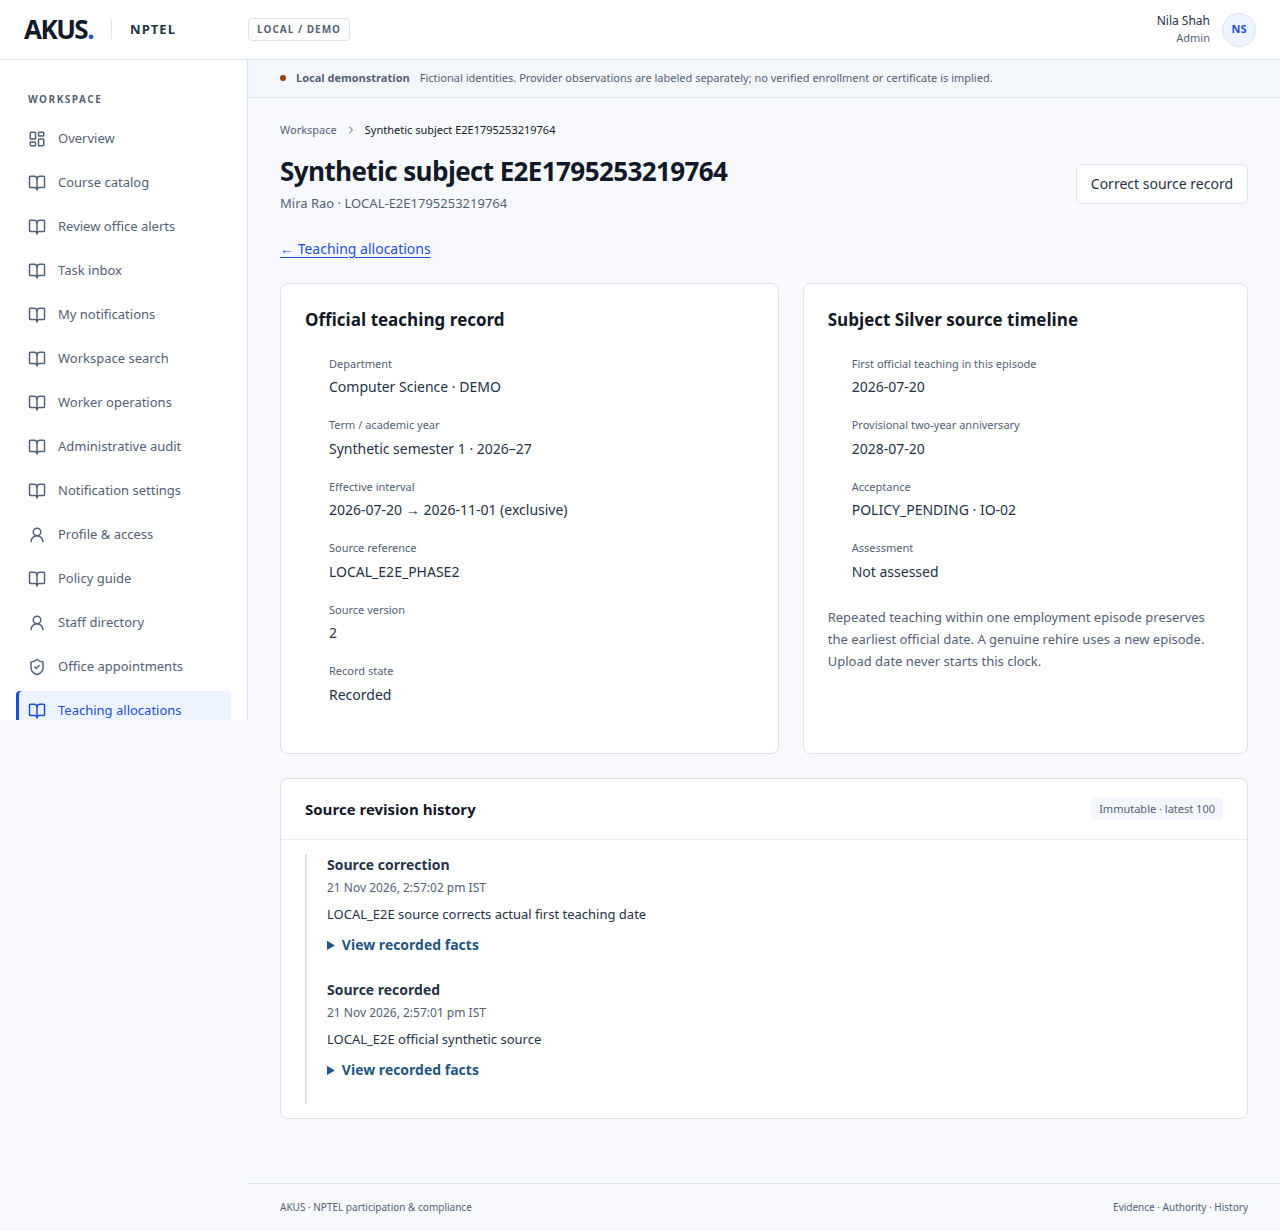 AKUS.
NPTEL
LOCAL / DEMO
Nila Shah
Admin
NS
WORKSPACE
Overview
Course catalog
Review office alerts
Task inbox
My notifications
Workspace search
Worker operations
Administrative audit
Notification settings
Profile & access
Policy guide
Staff directory
Office appointments
Teaching allocations
Local demonstration Fictional identities. Provider observations are labeled separately; no verified enrollment or certificate is implied.
Workspace > Synthetic subject E2E1795253219764
Synthetic subject E2E1795253219764
Mira Rao · LOCAL-E2E1795253219764
Correct source record
← Teaching allocations
Official teaching record
Department
Computer Science · DEMO
Term / academic year
Synthetic semester 1 · 2026–27
Effective interval
2026-07-20 → 2026-11-01 (exclusive)
Source reference
LOCAL_E2E_PHASE2
Source version
2
Record state
Recorded
Subject Silver source timeline
First official teaching in this episode
2026-07-20
Provisional two-year anniversary
2028-07-20
Acceptance
POLICY_PENDING · IO-02
Assessment
Not assessed
Repeated teaching within one employment episode preserves
the earliest official date. A genuine rehire uses a new episode.
Upload date never starts this clock.
Source revision history
Immutable · latest 100
Source correction
21 Nov 2026, 2:57:02 pm IST
LOCAL_E2E source corrects actual first teaching date
▶ View recorded facts
Source recorded
21 Nov 2026, 2:57:01 pm IST
LOCAL_E2E official synthetic source
▶ View recorded facts
AKUS · NPTEL participation & compliance
Evidence · Authority · History